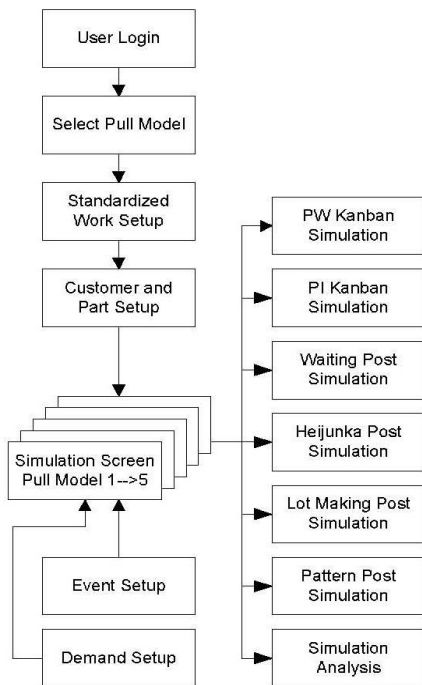 User Login
Select Pull Model
Standardized
Work Setup
Customer and
Part Setup
Simulation Screen
Pull Model 1-->5
Event Setup
Demand Setup
PW Kanban
Simulation
PI Kanban
Simulation
Waiting Post
Simulation
Heijunka Post
Simulation
Lot Making Post
Simulation
Pattern Post
Simulation
Simulation
Analysis